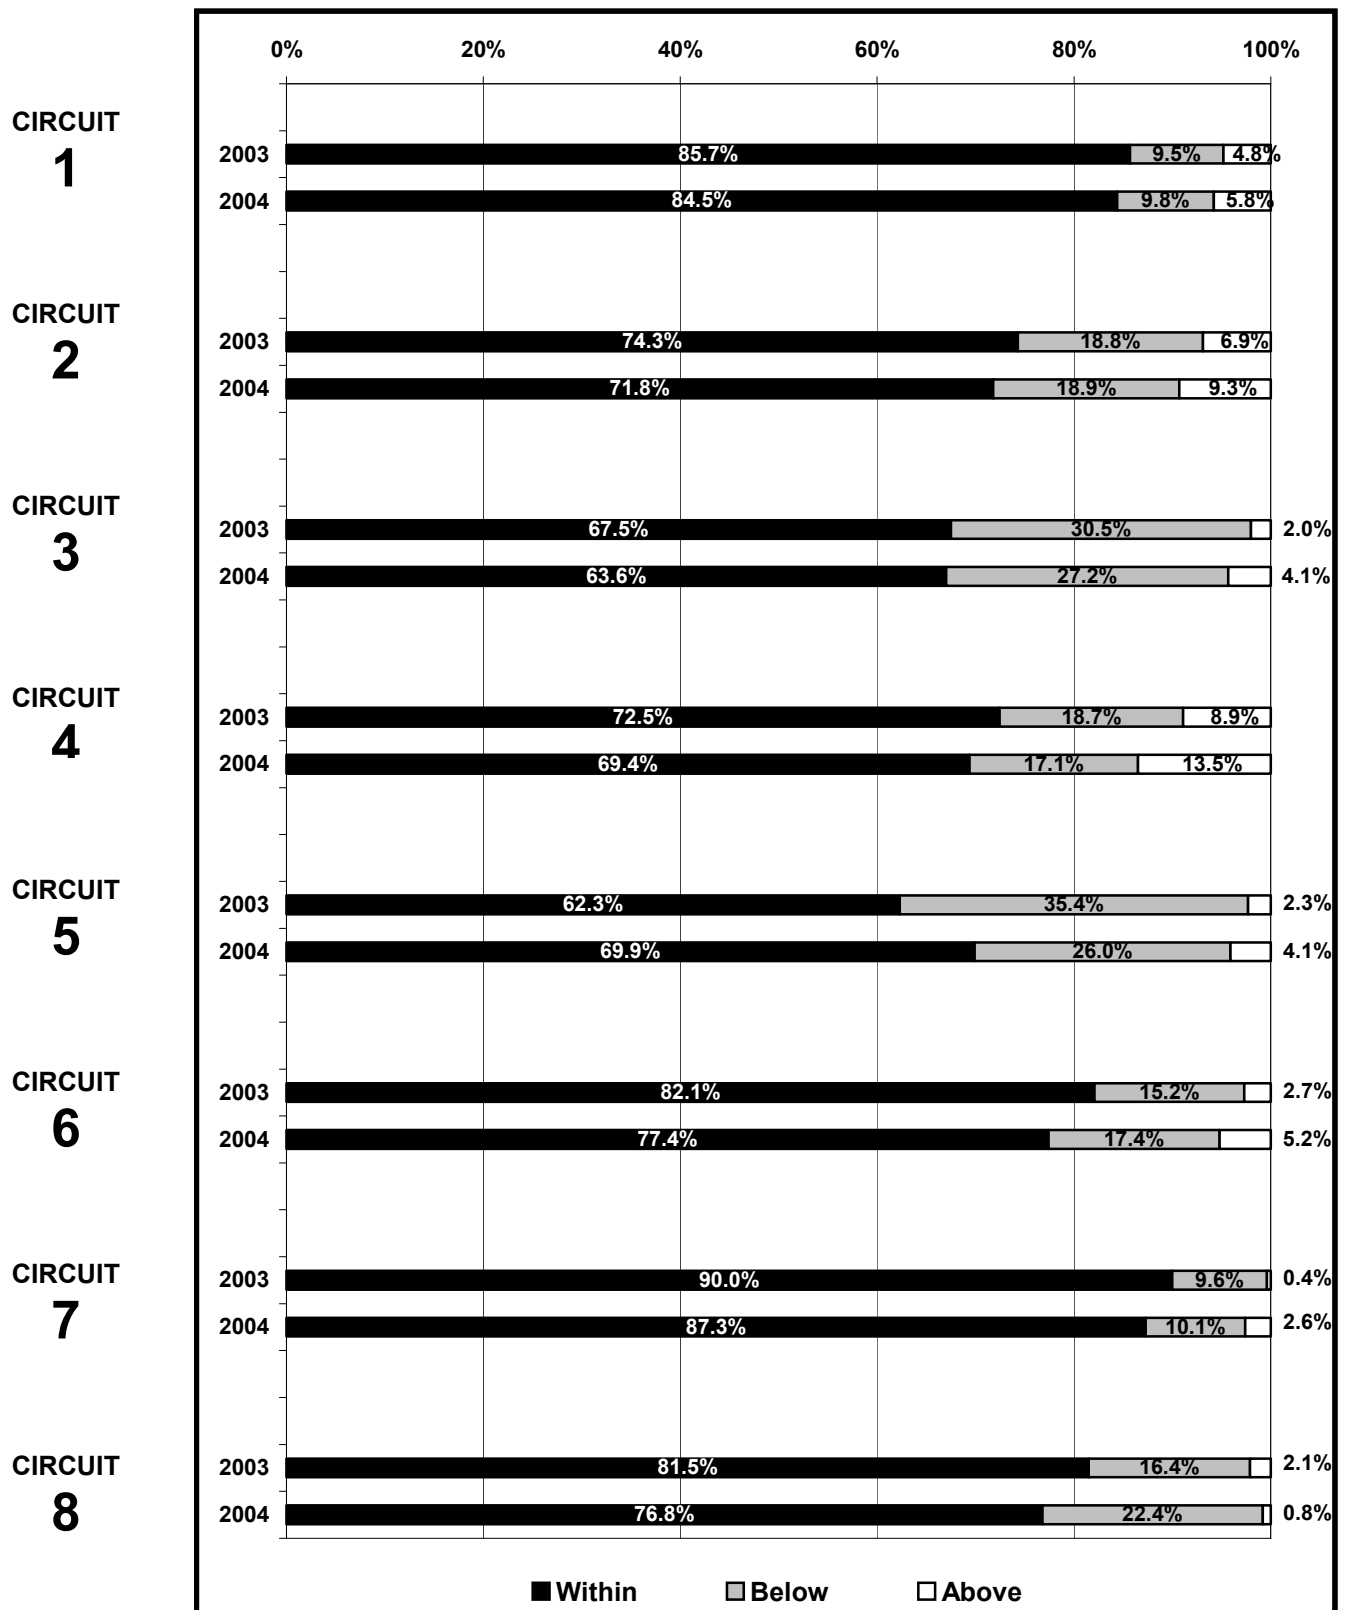 0% 20% 40% 60% 80% 100%
CIRCUIT
1
2003 85.7% 9.5% 4.8%
2004 84.5% 9.8% 5.8%
CIRCUIT
2
2003 74.3% 18.8% 6.9%
2004 71.8% 18.9% 9.3%
CIRCUIT
3
2003 67.5% 30.5% 2.0%
2004 63.6% 27.2% 4.1%
CIRCUIT
4
2003 72.5% 18.7% 8.9%
2004 69.4% 17.1% 13.5%
CIRCUIT
5
2003 62.3% 35.4% 2.3%
2004 69.9% 26.0% 4.1%
CIRCUIT
6
2003 82.1% 15.2% 2.7%
2004 77.4% 17.4% 5.2%
CIRCUIT
7
2003 90.0% 9.6% 0.4%
2004 87.3% 10.1% 2.6%
CIRCUIT
8
2003 81.5% 16.4% 2.1%
2004 76.8% 22.4% 0.8%
Within Below Above